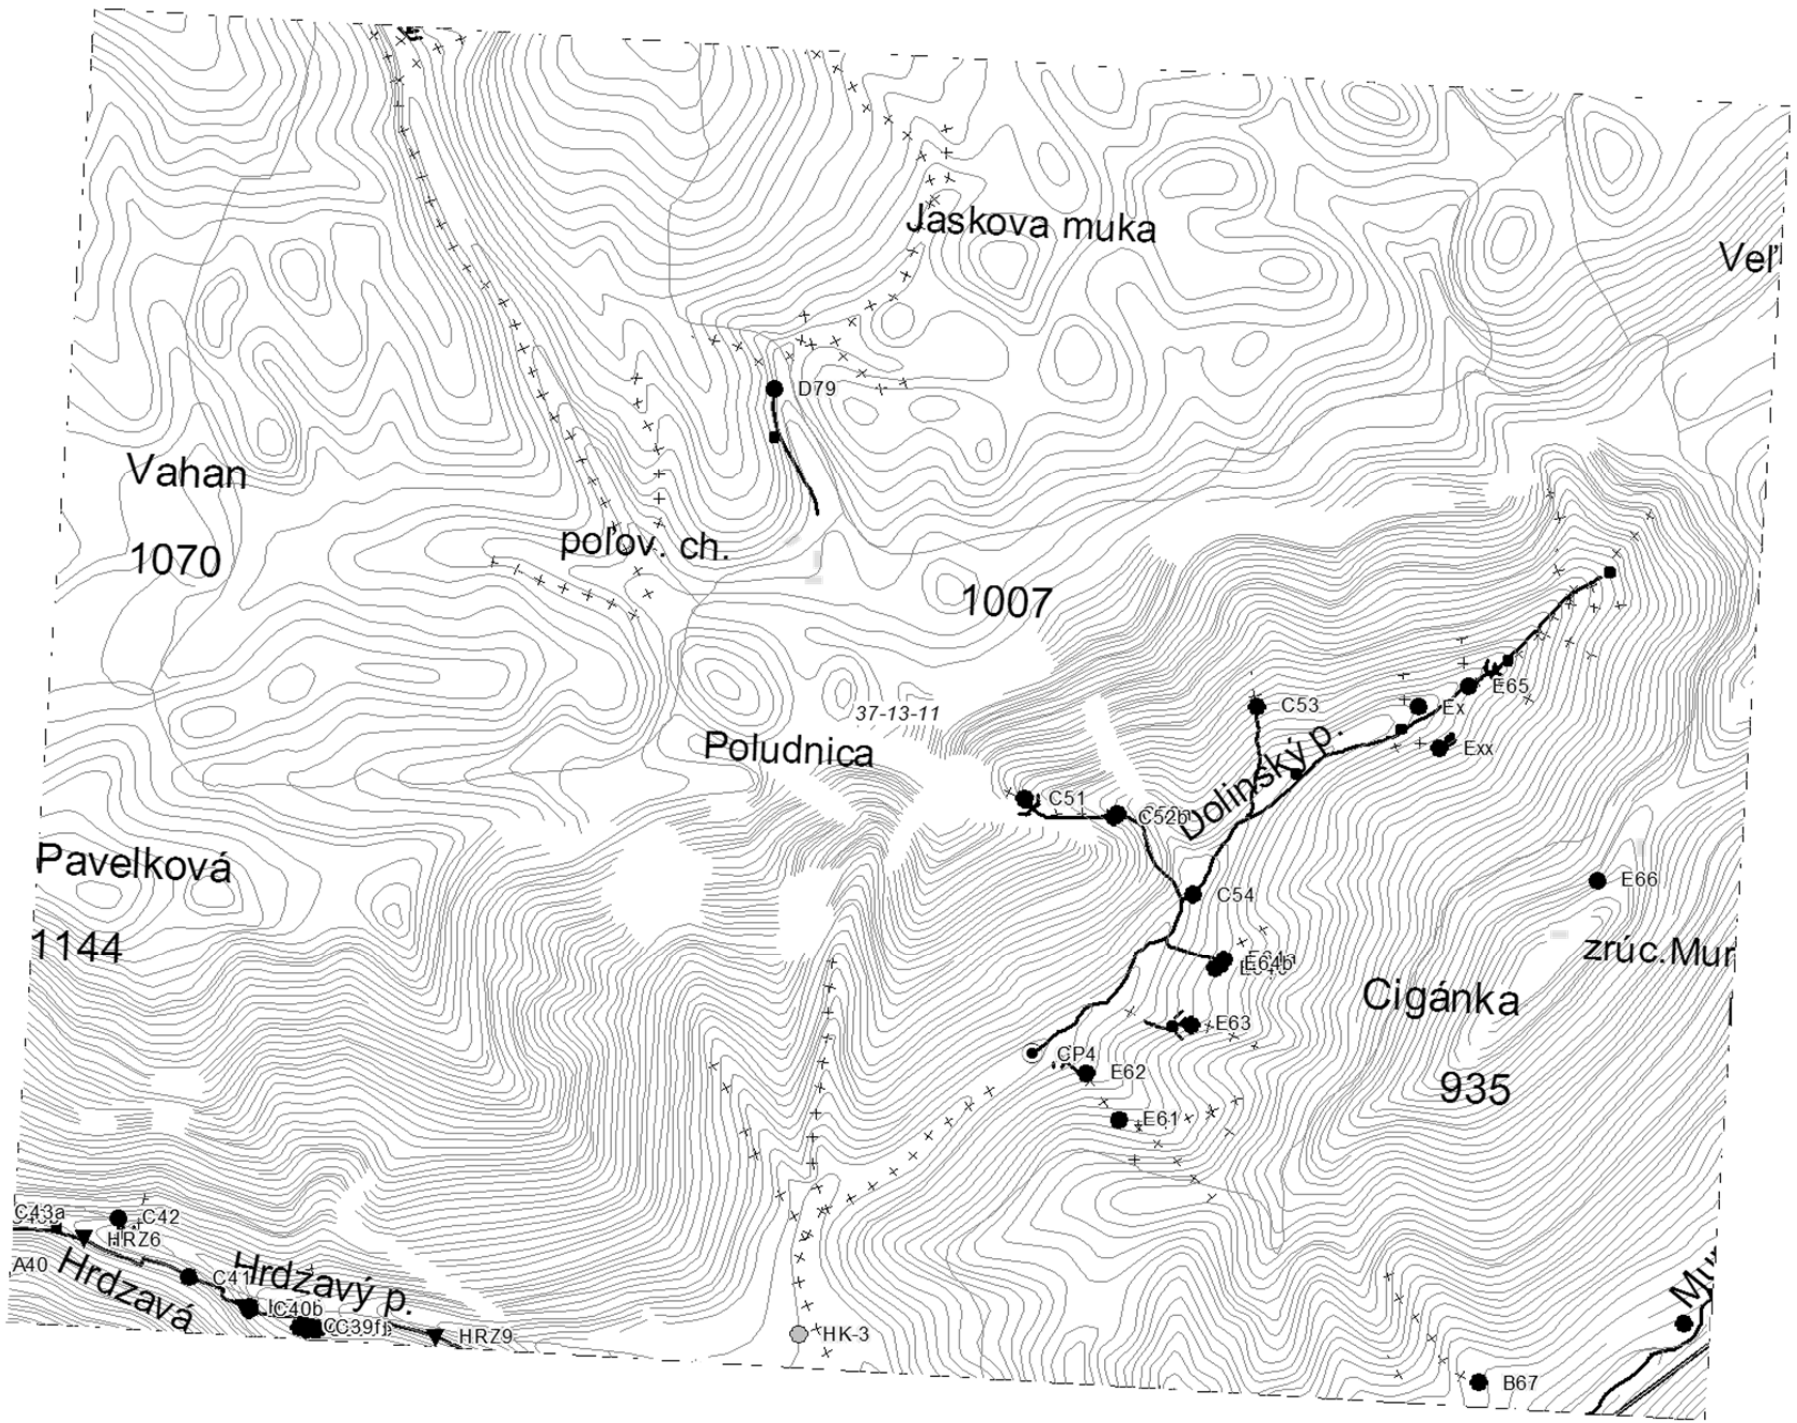 Jaskova muka
Veľ
D79
Vahan
poľov. ch.
1070
1007
C53
E65
Ex
37-13-11
Poludnica
Exx
Dolinský p.
C51
C52b
Pavelková
E66
C54
1144
zrúc.Mur
E64b
Cigánka
E63
CP4
E62
935
E61
C43a
C42
HRZ6
A40
Hrdzavá
C41
Hrdzavý p.
C40b
C39f
HRZ9
HK-3
B67